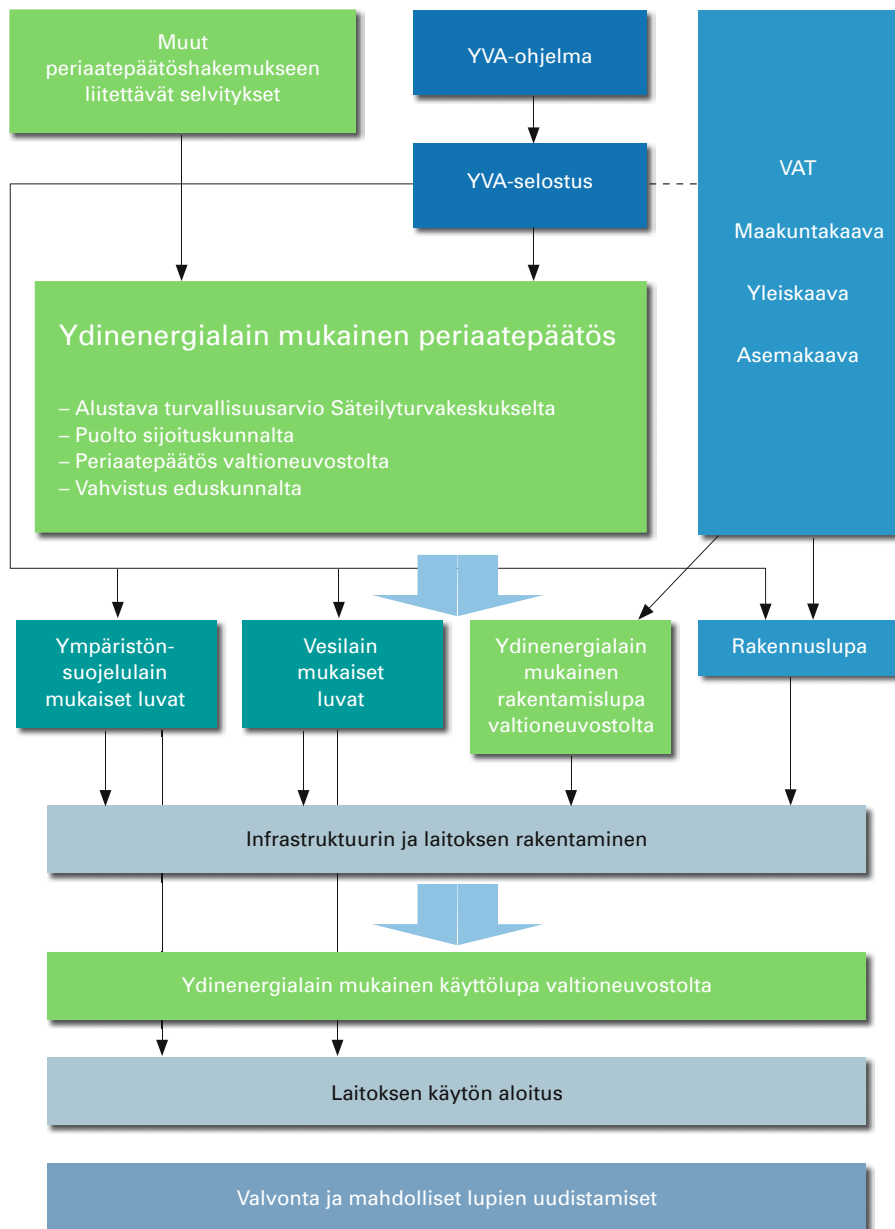 Muut
periaatepäätöshakemukseen
liitettävät selvitykset
YVA-ohjelma
YVA-selostus
VAT
Maakuntakaava
Yleiskaava
Asemakaava
Ydinenergialain mukainen periaatepäätös
– Alustava turvallisuusarvio Säteilyturvakeskukselta
– Puolto sijoituskunnalta
– Periaatepäätös valtioneuvostolta
– Vahvistus eduskunnalta
Ympäristön-
suojelulain
mukaiset luvat
Vesilain
mukaiset
luvat
Ydinenergialain
mukainen
rakentamislupa
valtioneuvostolta
Rakennuslupa
Infrastruktuurin ja laitoksen rakentaminen
Ydinenergialain mukainen käyttölupa valtioneuvostolta
Laitoksen käytön aloitus
Valvonta ja mahdolliset lupien uudistamiset